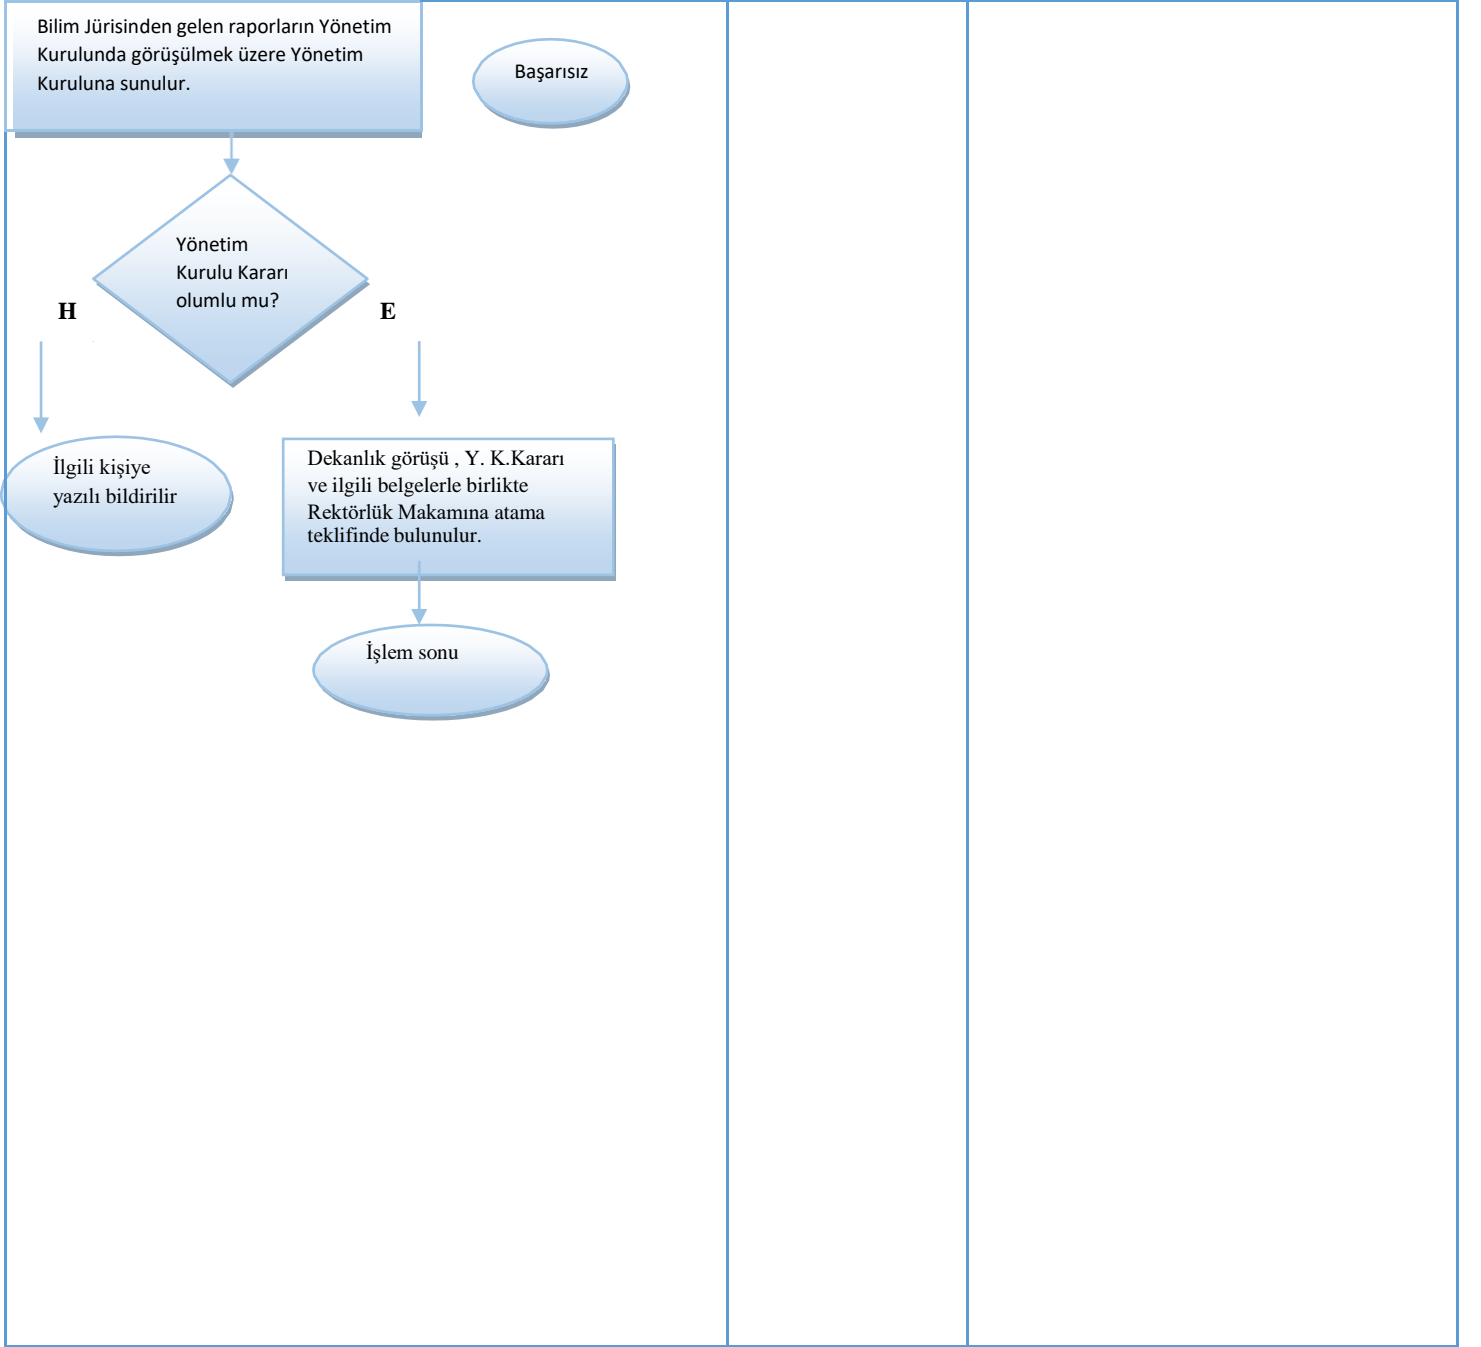 Bilim Jürisinden gelen raporların Yönetim
Kurulunda görüşülmek üzere Yönetim
Kuruluna sunulur.
Başarısız
Yönetim
Kurulu Kararı
olumlu mu?
H
E
İlgili kişiye
yazılı bildirilir
Dekanlık görüşü , Y. K.Kararı
ve ilgili belgelerle birlikte
Rektörlük Makamına atama
teklifinde bulunulur.
İşlem sonu